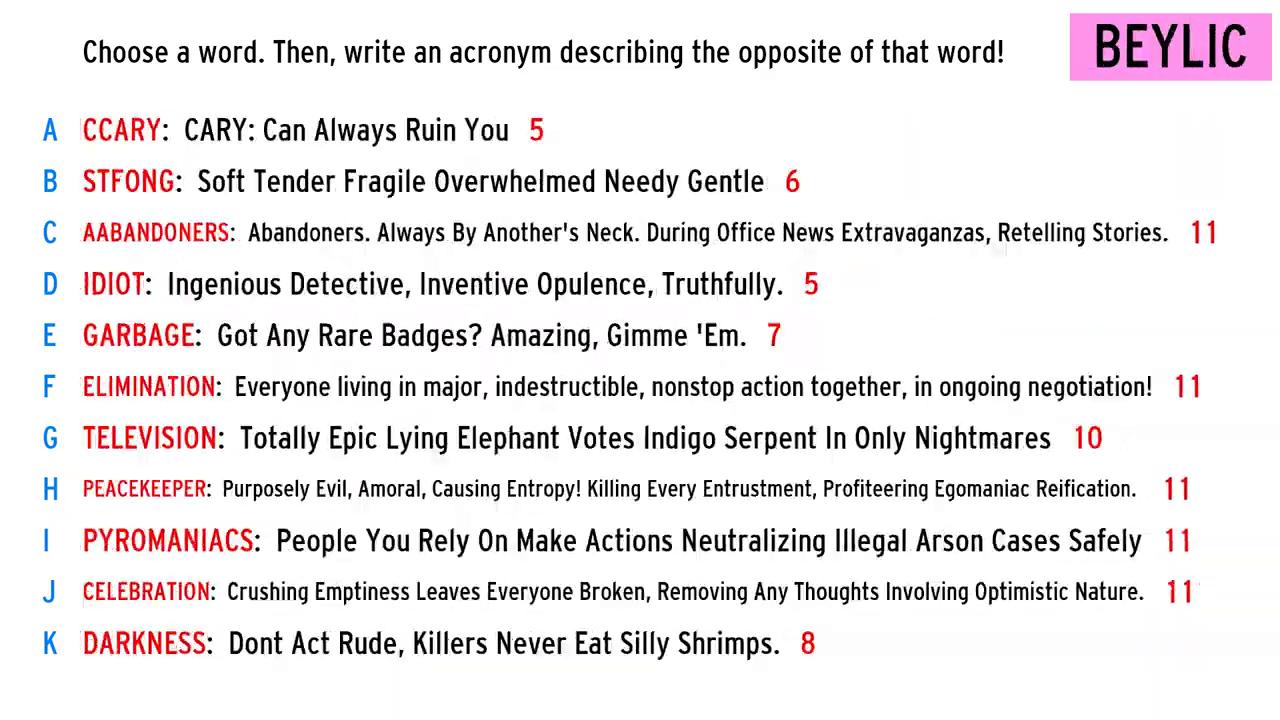 Choose a word. Then, write an acronym describing the opposite of that word!
BEYLIC
A CCARY: CARY: Can Always Ruin You 5
B STFONG: Soft Tender Fragile Overwhelmed Needy Gentle 6
C AABANDONERS: Abandoners. Always By Another's Neck. During Office News Extravaganzas, Retelling Stories. 11
D IDIOT: Ingenious Detective, Inventive Opulence, Truthfully. 5
E GARBAGE: Got Any Rare Badges? Amazing, Gimme 'Em. 7
F ELIMINATION: Everyone living in major, indestructible, nonstop action together, in ongoing negotiation! 11
G TELEVISION: Totally Epic Lying Elephant Votes Indigo Serpent In Only Nightmares 10
H PEACEKEEPER: Purposely Evil, Amoral, Causing Entropy! Killing Every Entrustment, Profiteering Egomaniac Reification. 11
I PYROMANIACS: People You Rely On Make Actions Neutralizing Illegal Arson Cases Safely 11
J CELEBRATION: Crushing Emptiness Leaves Everyone Broken, Removing Any Thoughts Involving Optimistic Nature. 11
K DARKNESS: Dont Act Rude, Killers Never Eat Silly Shrimps. 8